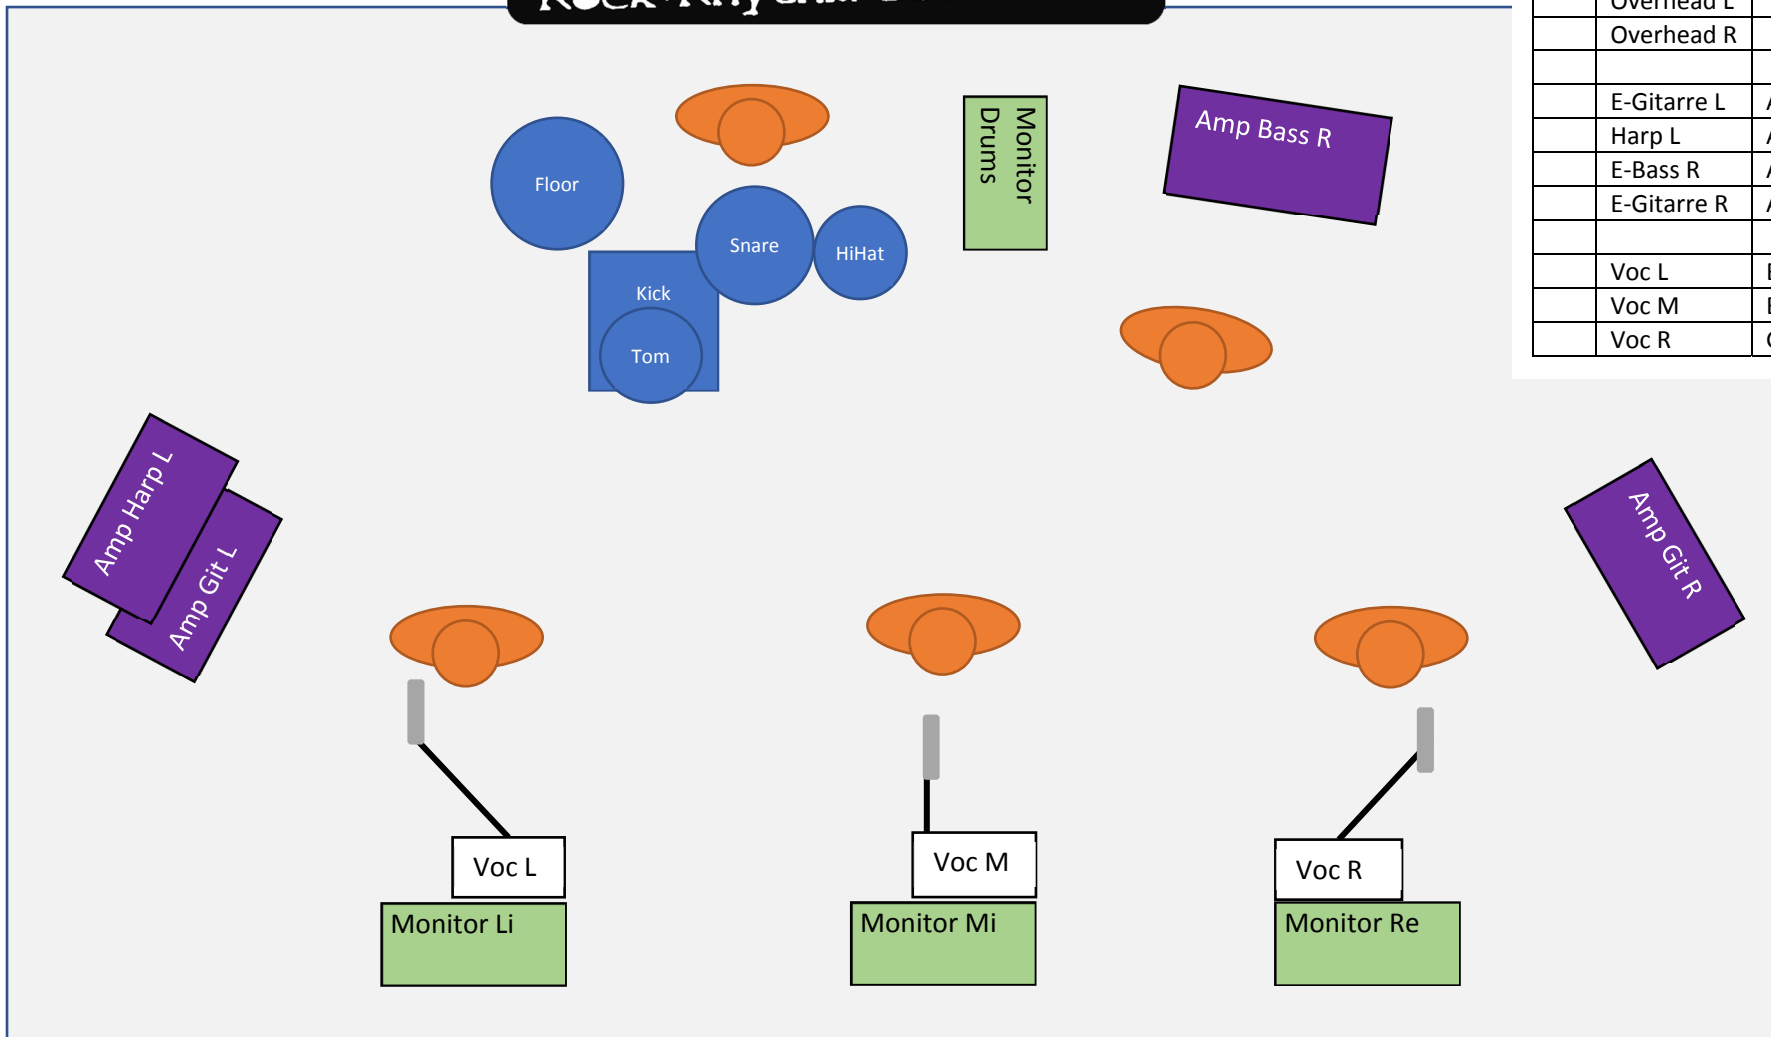 Overhead L
Overhead R
E-Gitarre L
Harp L
E-Bass R
E-Gitarre R
Voc L
Voc M
Voc R
Monitor
Drums
Amp Bass R
Floor
Snare
HiHat
Kick
Tom
Amp Harp L
Amp Git L
Amp Git R
Voc L
Voc M
Voc R
Monitor Li
Monitor Mi
Monitor Re